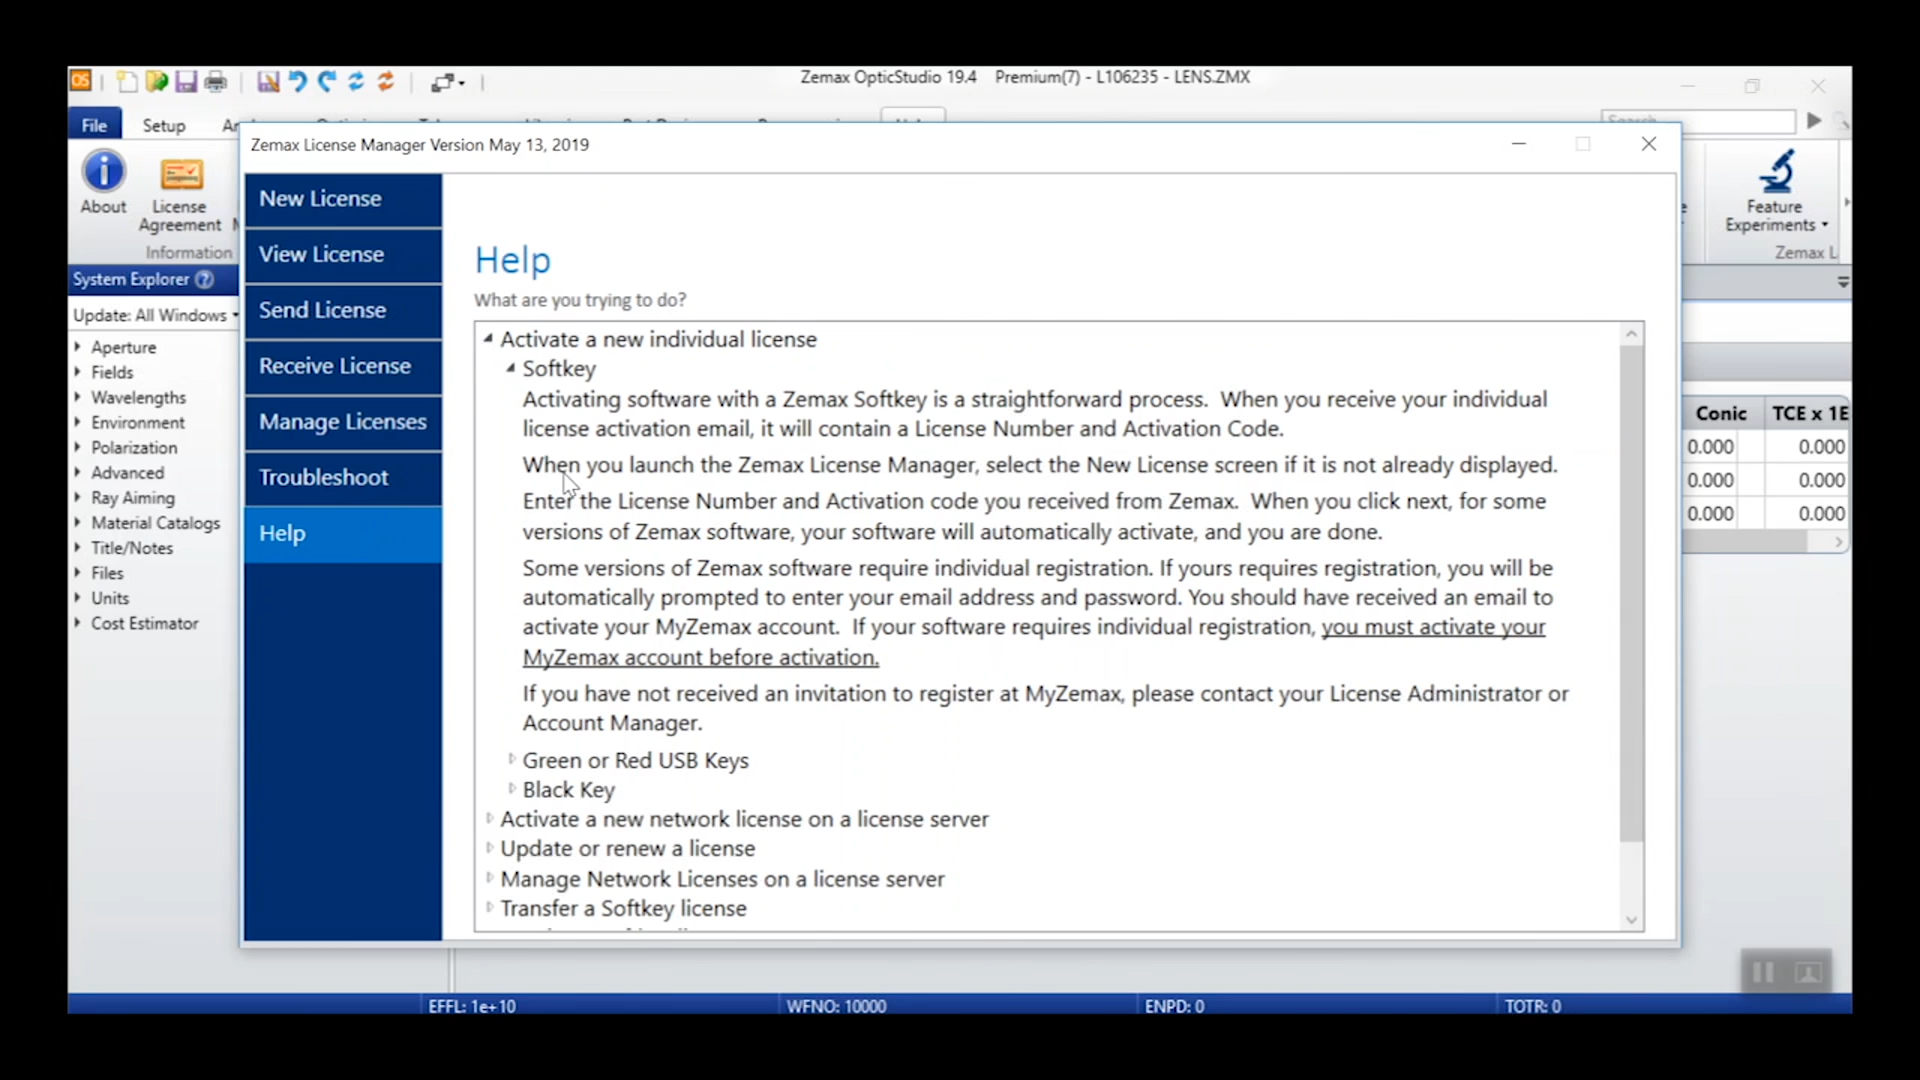 OS
Zemax OpticStudio 19.4 Premium(7) - L106235 - LENS.ZMX
File
Setup
Search
About
License
Agreement
Information
Feature
Experiments
Zemax L
System Explorer
Update: All Windows
Aperture
Fields
Wavelengths
Environment
Polarization
Advanced
Ray Aiming
Material Catalogs
Title/Notes
Files
Units
Cost Estimator
Zemax License Manager Version May 13, 2019
New License
View License
Send License
Receive License
Manage Licenses
Troubleshoot
Help
Help
What are you trying to do?
Activate a new individual license
Softkey
Activating software with a Zemax Softkey is a straightforward process. When you receive your individual
license activation email, it will contain a License Number and Activation Code.
When you launch the Zemax License Manager, select the New License screen if it is not already displayed.
Enter the License Number and Activation code you received from Zemax. When you click next, for some
versions of Zemax software, your software will automatically activate, and you are done.
Some versions of Zemax software require individual registration. If yours requires registration, you will be
automatically prompted to enter your email address and password. You should have received an email to
activate your MyZemax account. If your software requires individual registration, you must activate your
MyZemax account before activation.
If you have not received an invitation to register at MyZemax, please contact your License Administrator or
Account Manager.
Green or Red USB Keys
Black Key
Activate a new network license on a license server
Update or renew a license
Manage Network Licenses on a license server
Transfer a Softkey license
Conic TCE x 1E
0.000 0.000
0.000 0.000
0.000 0.000
EFFL: 1e+10 WFNO: 10000 ENPD: 0 TOTR: 0